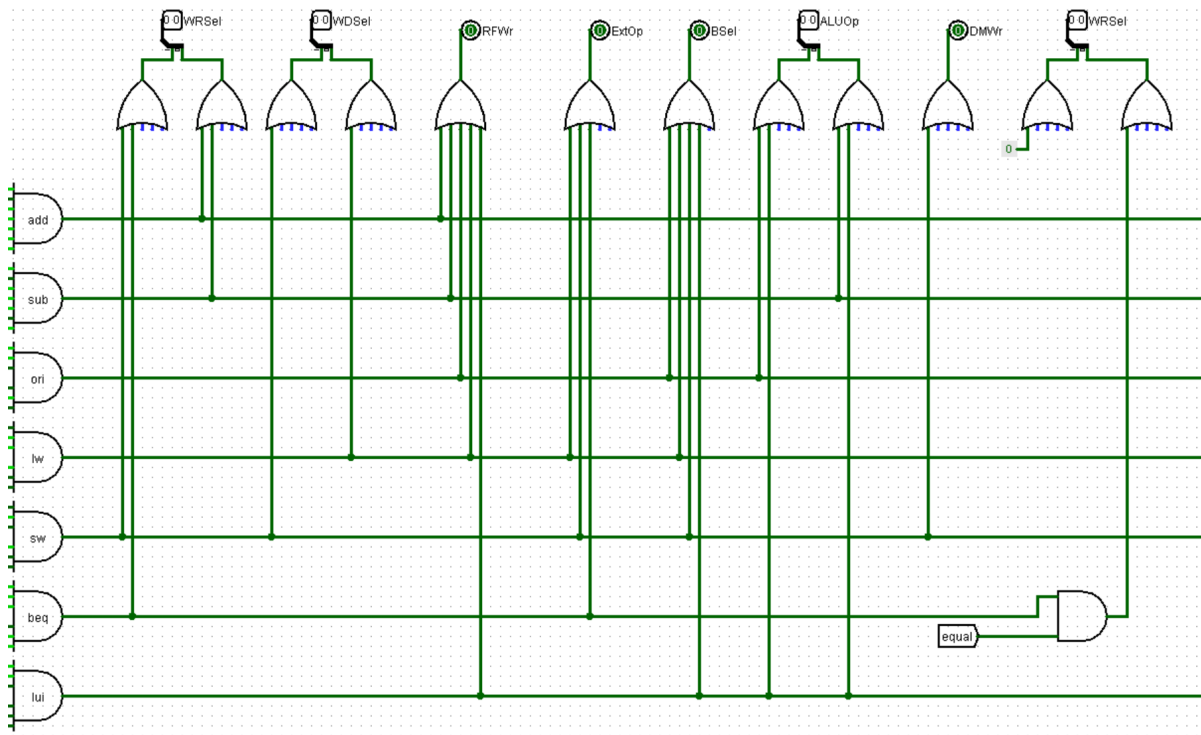 0 0 WRSel
0 0 WDSel
0 RFWr
0 ExtOp
0 BSel
0 0 ALUOp
0 DMWr
0 0 WRSel
0
add
sub
ori
lw
sw
beq
equal
lui